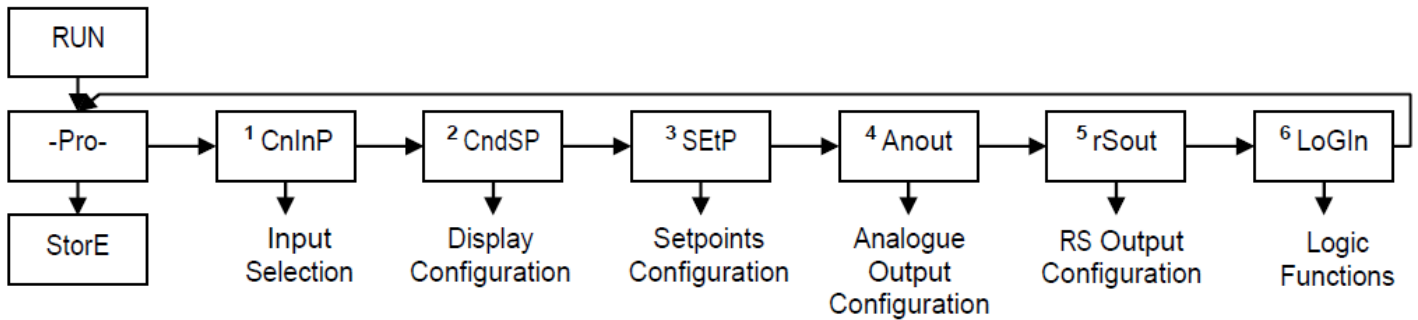 RUN
-Pro-
1 CnInP
2 CndSP
3 SEtP
4 Anout
5 rSout
6 LoGIn
StorE
Input
Selection
Display
Configuration
Setpoints
Configuration
Analogue
Output
Configuration
RS Output
Configuration
Logic
Functions